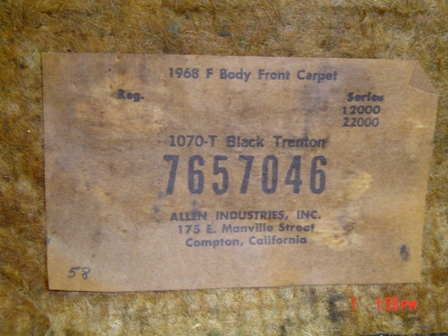 1968 F Body Front Carpet
Reg. Series
12000
22000
1070-T Black Trenton
7657046
ALLEN INDUSTRIES, INC.
175 E. Manville Street
Compton, California
58